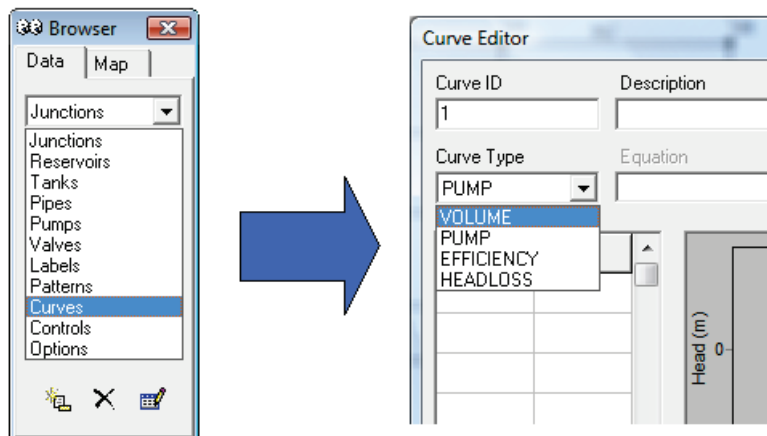 Browser
Data Map
Junctions
Junctions
Reservoirs
Tanks
Pipes
Pumps
Valves
Labels
Patterns
Curves
Controls
Options
Curve Editor
Curve ID Description
1
Curve Type Equation
PUMP
VOLUME
PUMP
EFFICIENCY
HEADLOSS
Head (m)
0